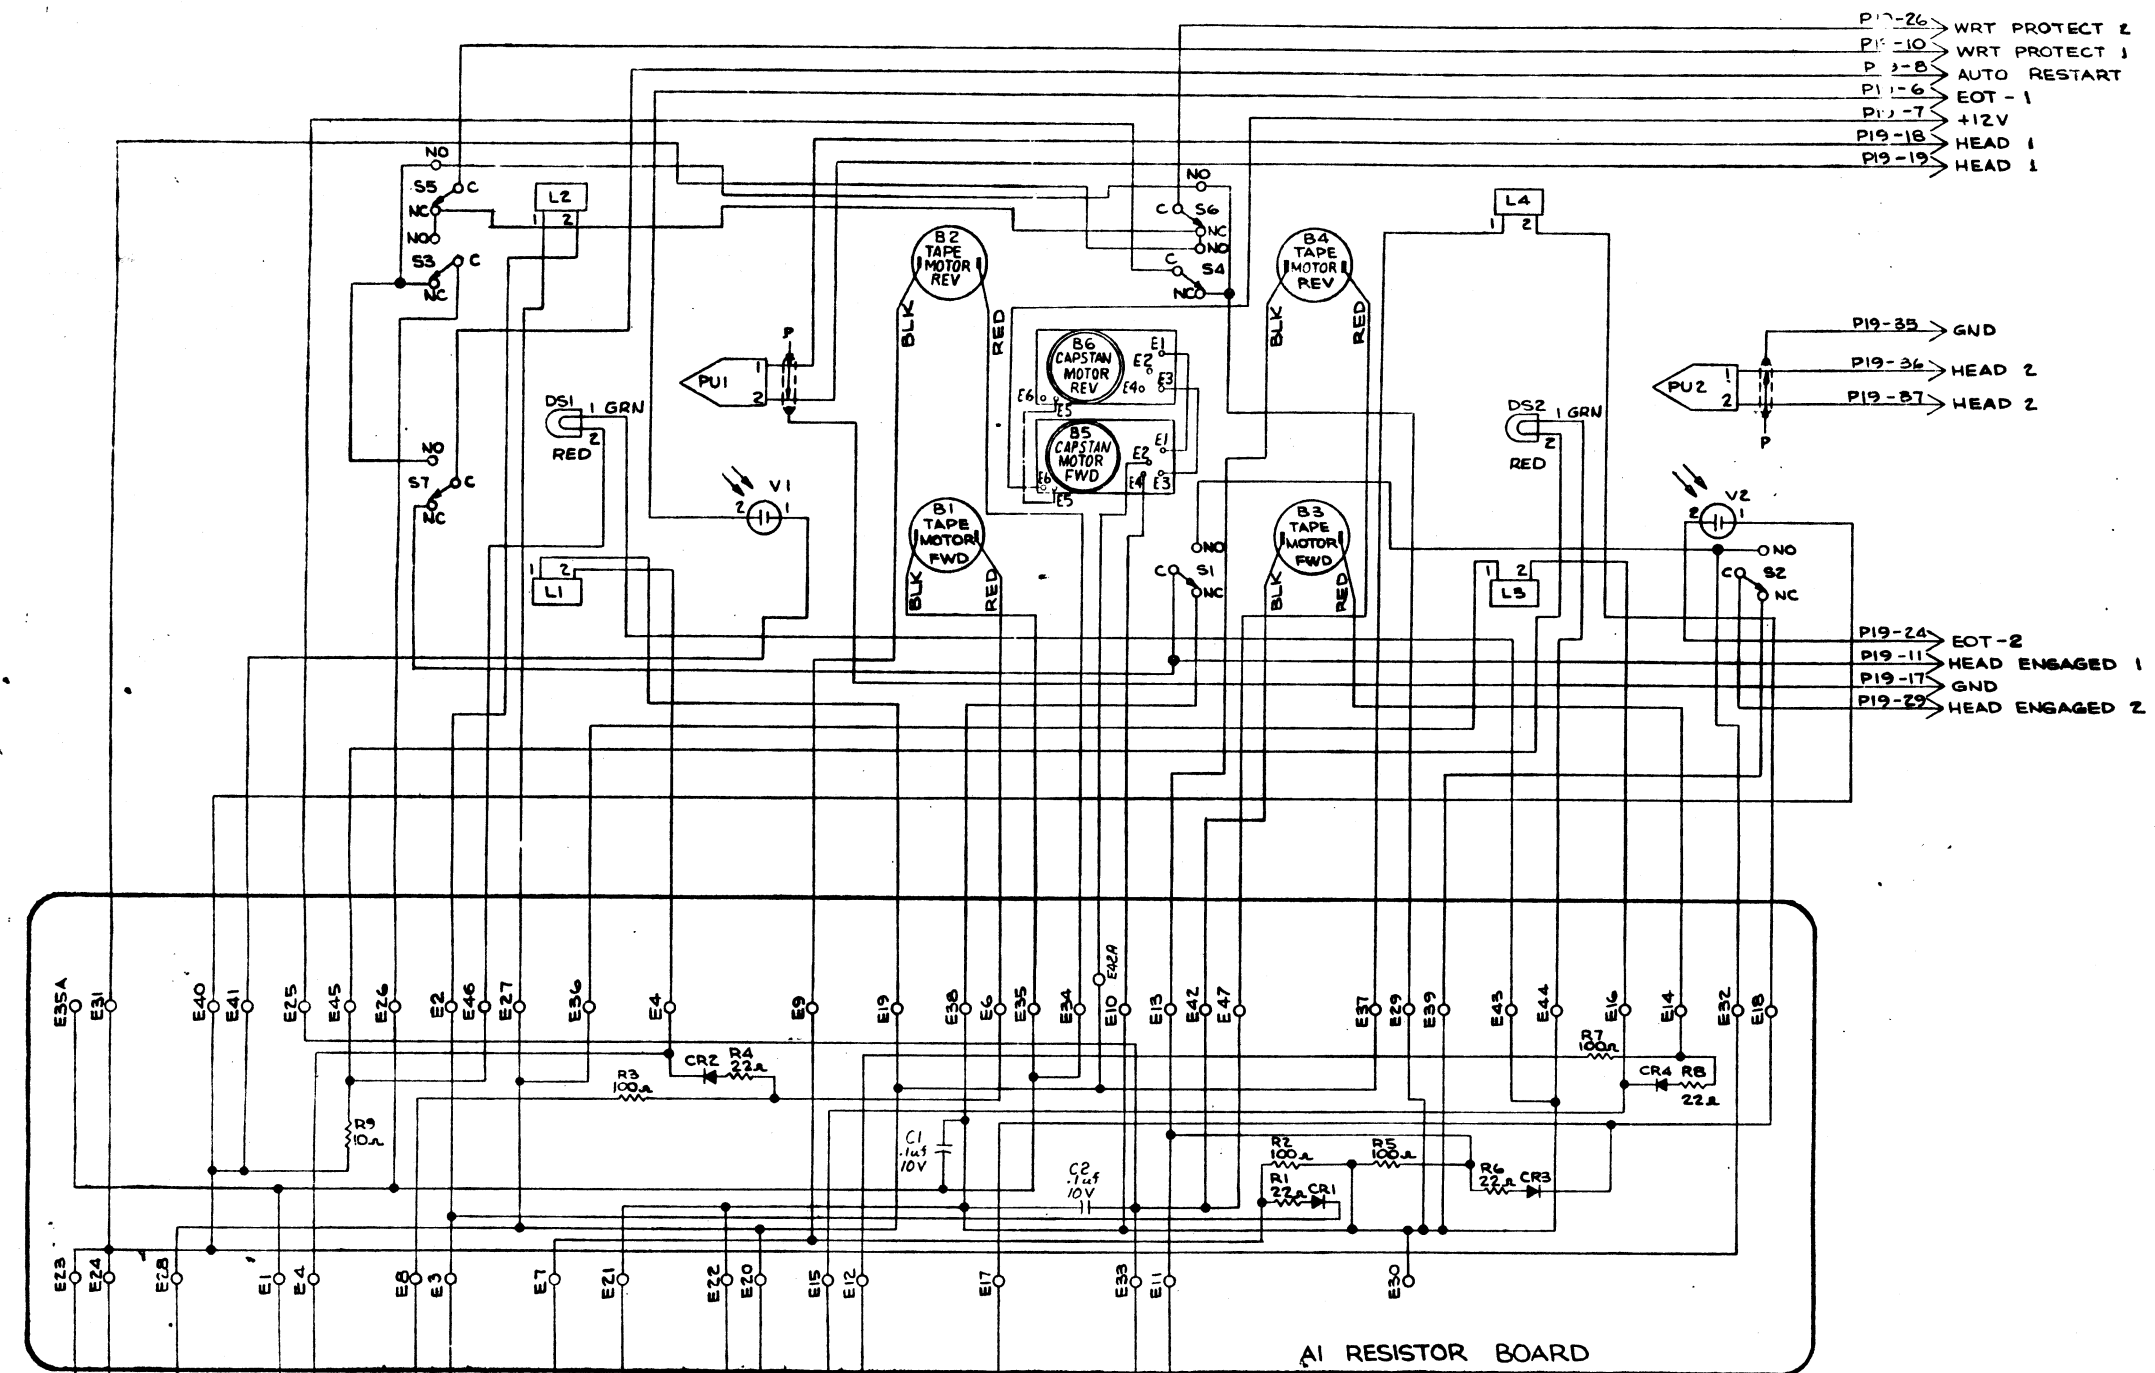 P19-26 WRT PROTECT 2
P19-10 WRT PROTECT 1
P19-8 AUTO RESTART
P19-6 EOT-1
P19-7 +12V
P19-18 HEAD 1
P19-19 HEAD 1
NO
S5 C
NC
NO
S3 C
NC
L2
1 2
B2
TAPE
MOTOR
REV
BLK RED
NO
C S6
NC
NO
C S4
NC
B4
TAPE
MOTOR
REV
BLK RED
L4
1 2
P
PU1 1
2
B6
CAPSTAN
MOTOR
REV
E1
E2
E3
E4
E6 E5
B5
CAPSTAN
MOTOR
FWD
E1
E2
E4 E3
E6
E5
P19-35 GND
P19-36 HEAD 2
P19-37 HEAD 2
PU2 1
2
P
DS1 1 GRN
2
RED
DS2 1 GRN
2
RED
NO
S7 C
NC
V1
2 1
V2
2 1
B1
TAPE
MOTOR
FWD
BLK RED
B3
TAPE
MOTOR
FWD
BLK RED
NO
C S1
NC
NO
C S2
NC
1 2
L1
1 2
L3
P19-24 EOT-2
P19-11 HEAD ENGAGED 1
P19-17 GND
P19-29 HEAD ENGAGED 2
E35A E31 E40 E41 E25 E45 E26 E2 E46 E27 E36 E4 E9 E19 E38 E6 E35 E34 E42A E10 E13 E42 E47 E37 E29 E39 E43 E44 E16 E14 E32 E18
CR2 R4
22Ω
R3
100Ω
R7
100Ω
CR4 R8
22Ω
R9
10Ω
C1
.1uf
10V
C2
.1uf
10V
R2
100Ω
R5
100Ω
R1
22Ω CR1
R6
22Ω CR3
E23 E24 E28 E1 E4 E8 E3 E7 E21 E22 E20 E15 E12 E17 E33 E11 E30
A1 RESISTOR BOARD